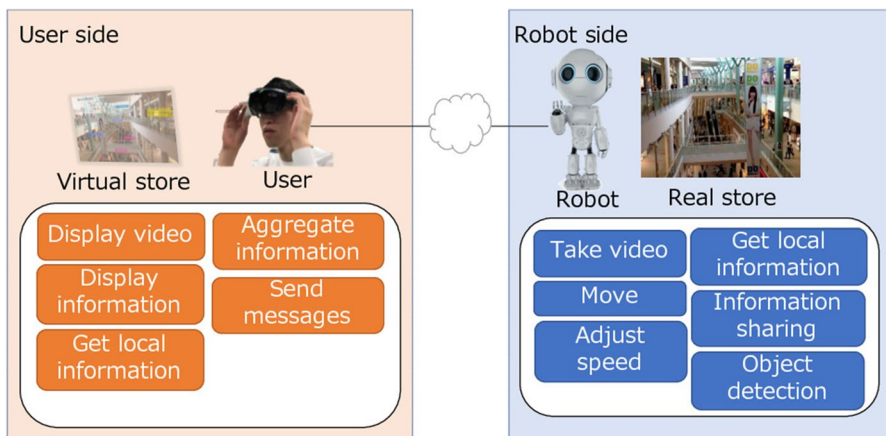 User side
Virtual store
User
Display video
Aggregate
information
Display
information
Send
messages
Get local
information
Robot side
Robot
Real store
Take video
Get local
information
Move
Information
sharing
Adjust
speed
Object
detection